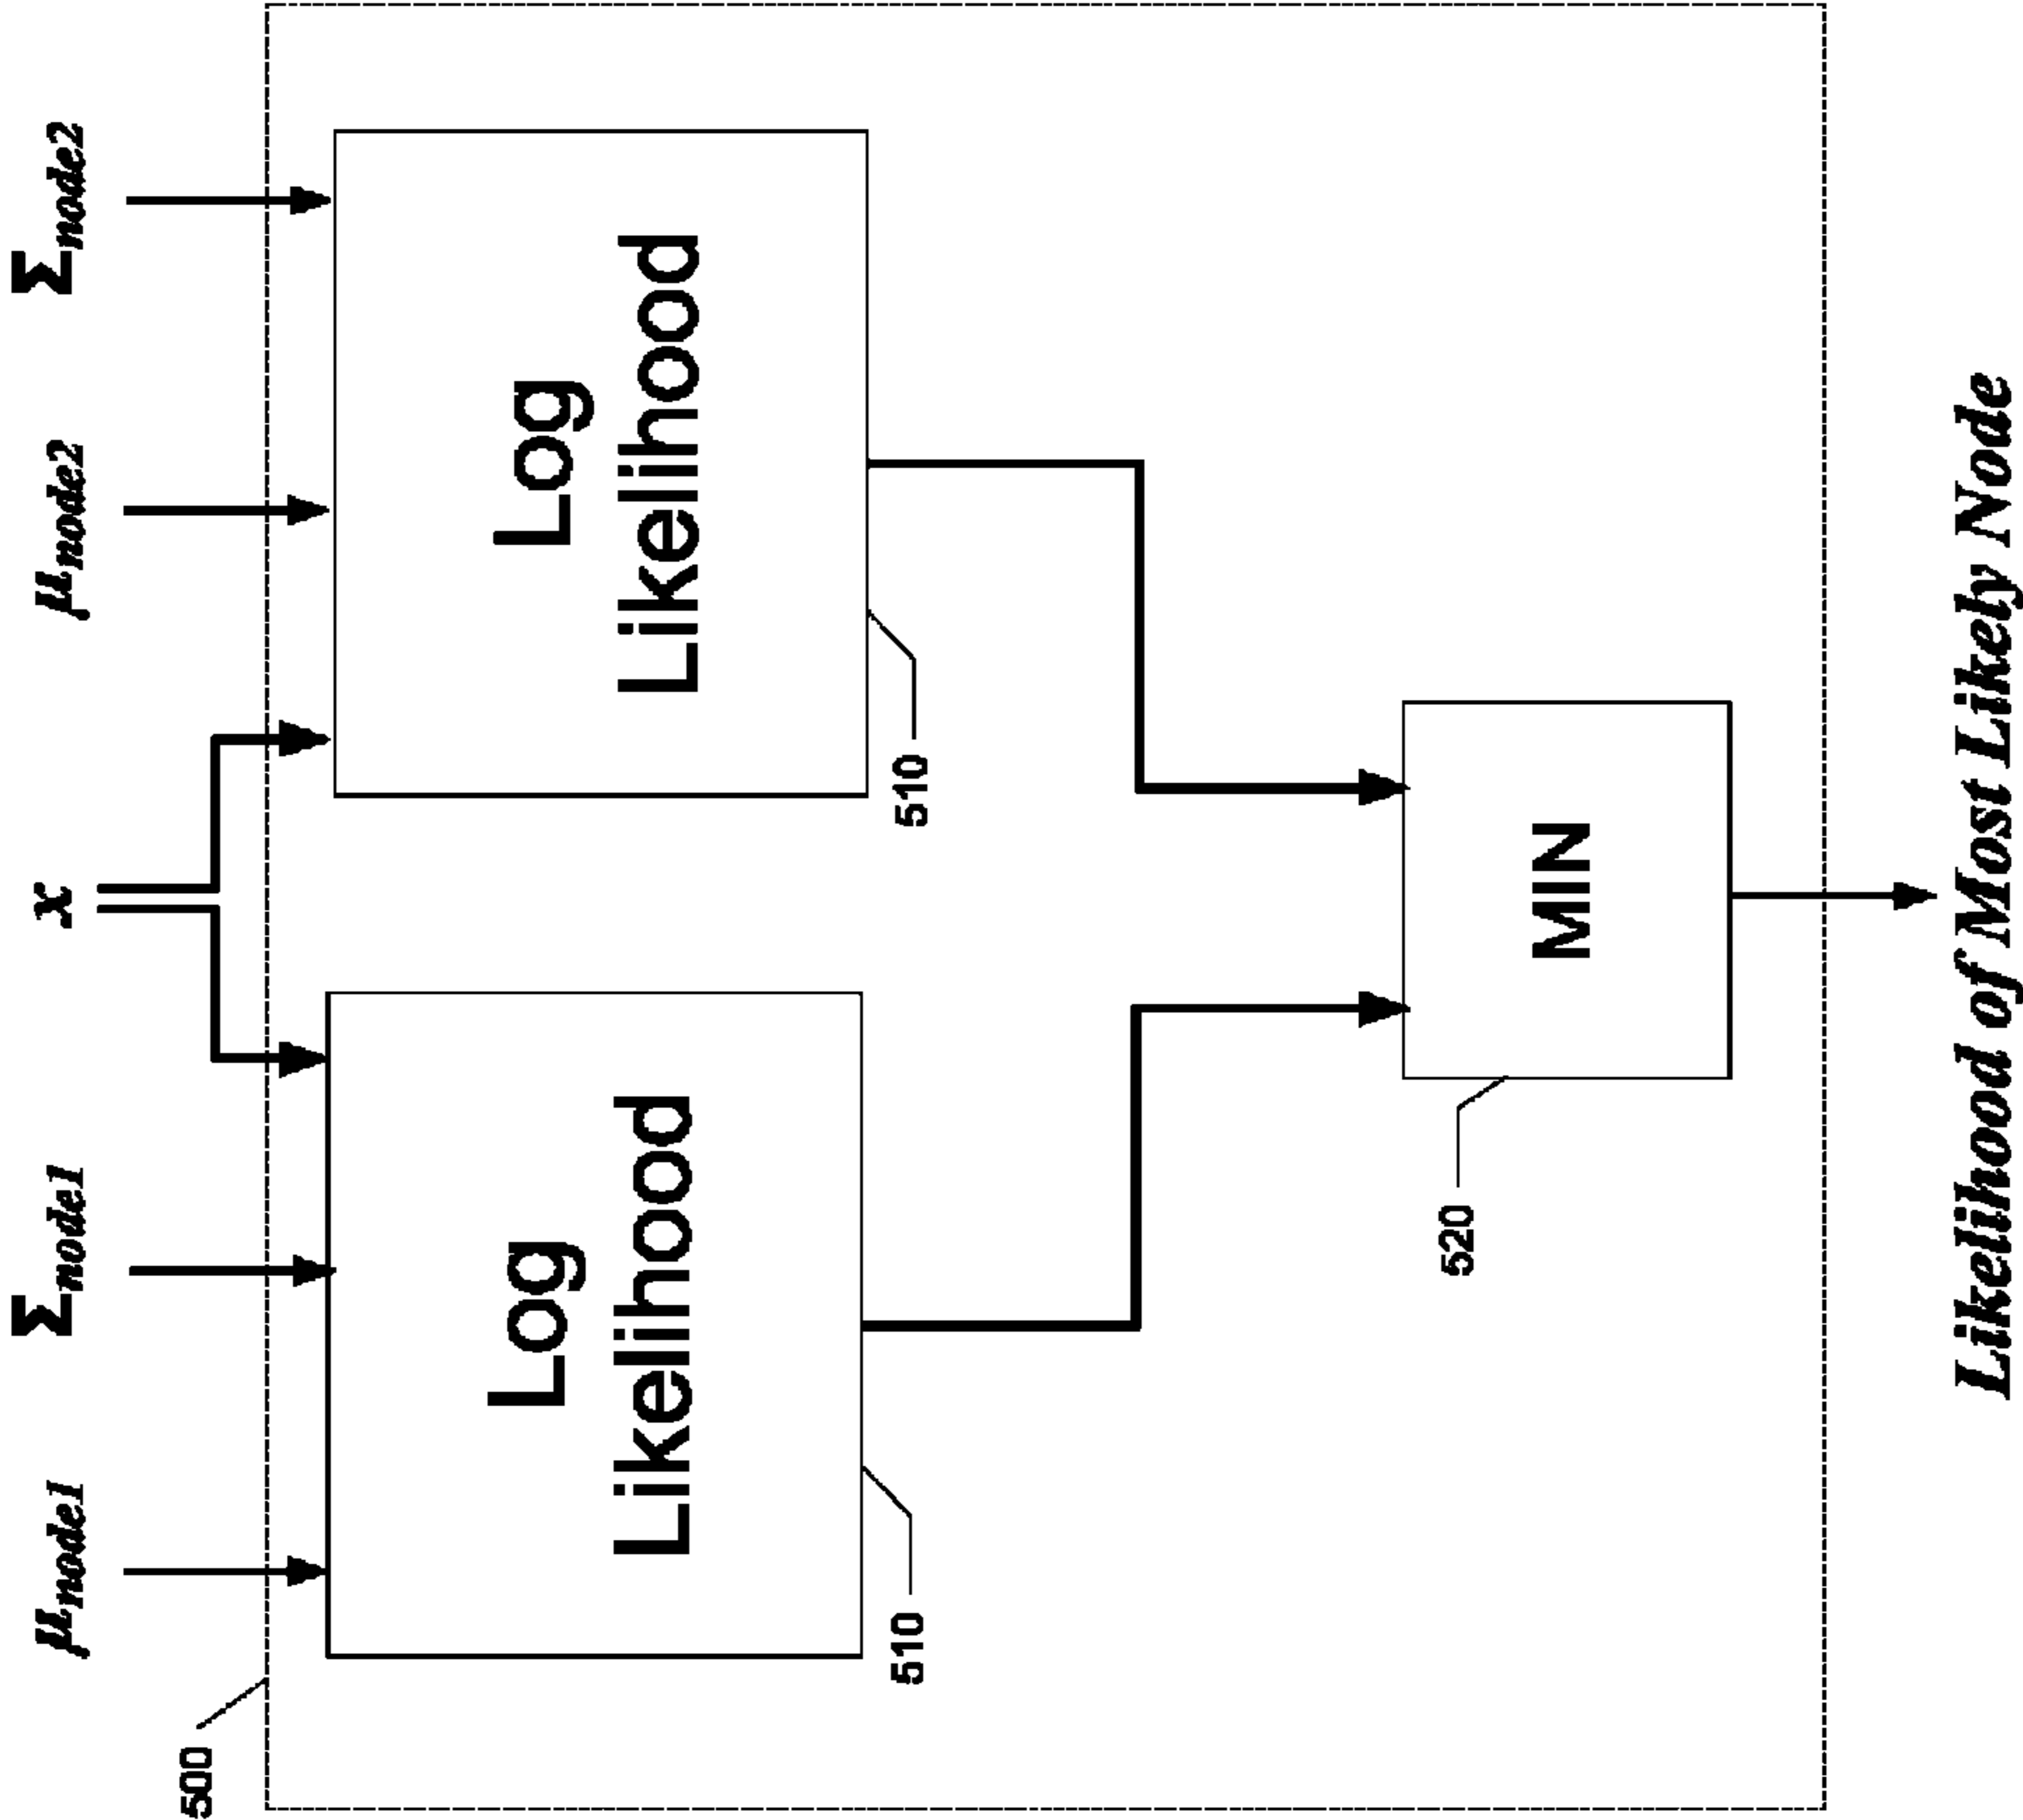 500
μnode1 Σnode1 x μnode2 Σnode2
Log
Likelihood
Log
Likelihood
510
510
MIN
520
Likelihood of Most Likely Node